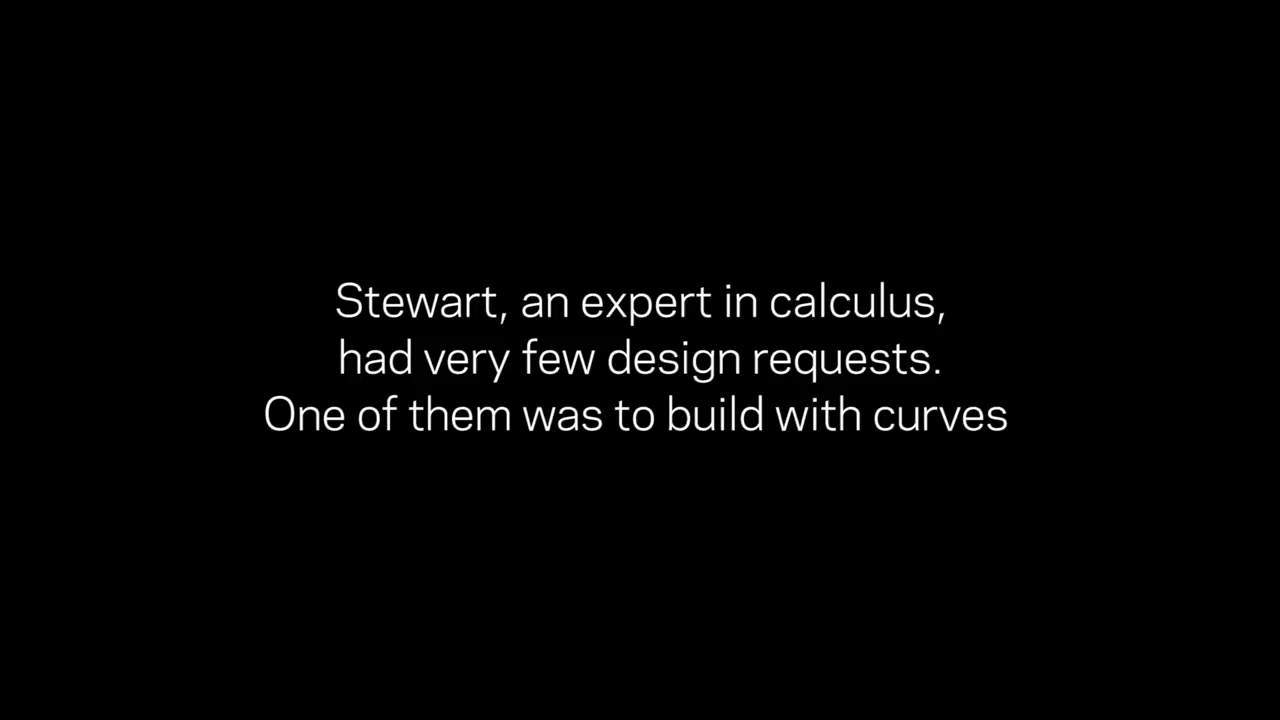 Stewart, an expert in calculus,
had very few design requests.
One of them was to build with curves